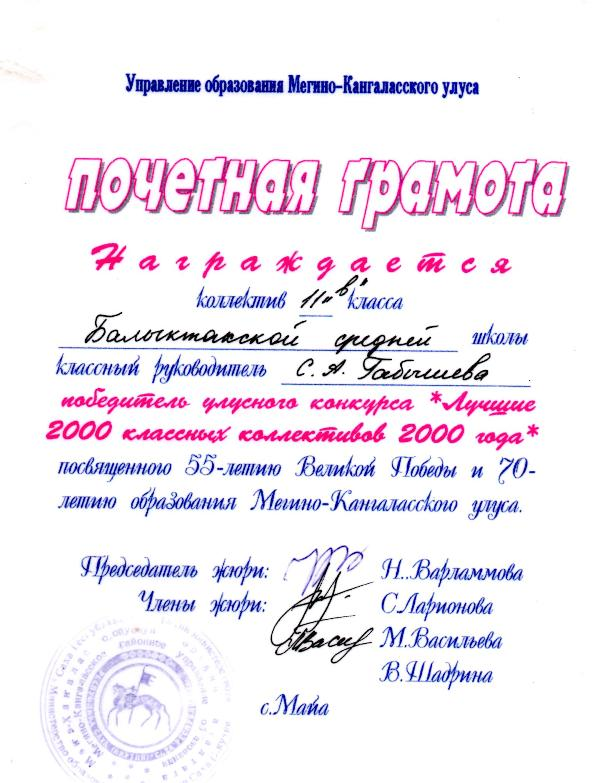 Управление образования Мегино-Кангаласского улуса
почетная грамота
Награждается
коллектив 11 "в" класса
Балыктахской средней школы
классный руководитель С. А. Габышева
победитель улусного конкурса *Лучшие
2000 классных коллективов 2000 года*
посвященного 55-летию Великой Победы и 70-
летию образования Мегино-Кангаласского улуса.
Председатель жюри: Н..Варламмова
Члены жюри: С.Ларионова
М.Васильева
В.Шадрина
с.Майа